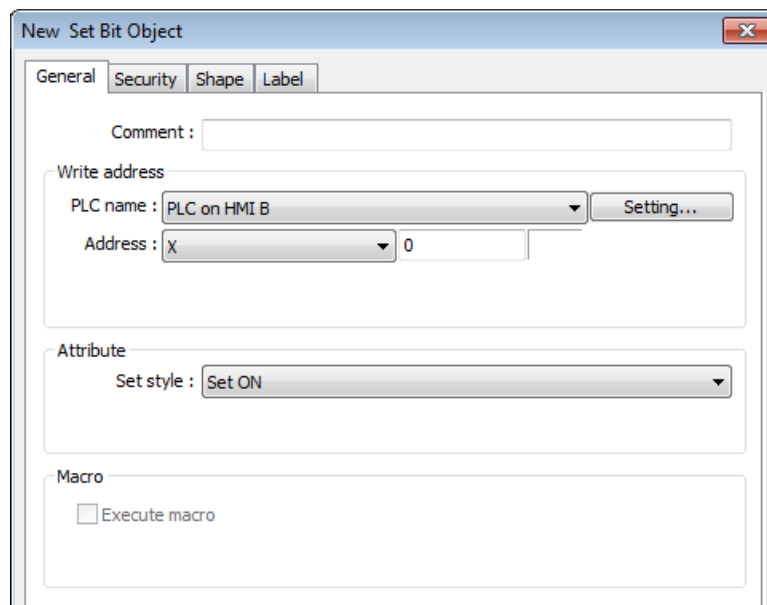 New Set Bit Object
General Security Shape Label
Comment :
Write address
PLC name : PLC on HMI B Setting...
Address : X 0
Attribute
Set style : Set ON
Macro
Execute macro